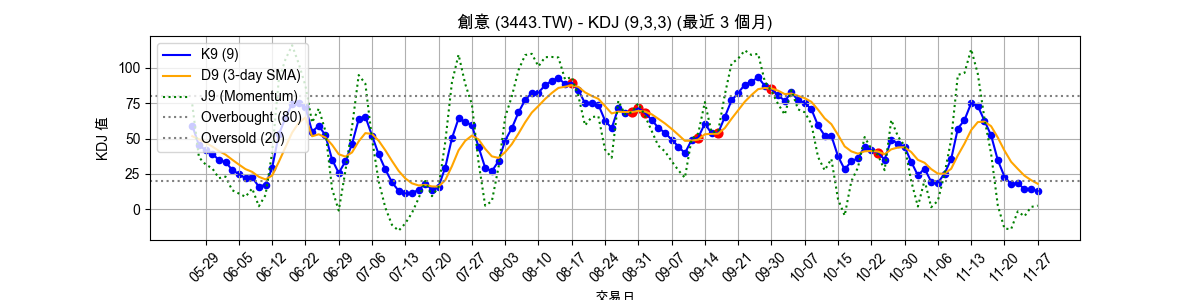 創意 (3443.TW) - KDJ (9,3,3) (最近 3 個月)
K9 (9)
D9 (3-day SMA)
J9 (Momentum)
Overbought (80)
Oversold (20)
KDJ 值
100
75
50
25
0
05-29 06-05 06-12 06-22 06-29 07-06 07-13 07-20 07-27 08-03 08-10 08-17 08-24 08-31 09-07 09-14 09-21 09-30 10-07 10-15 10-22 10-30 11-06 11-13 11-20 11-27
交易日